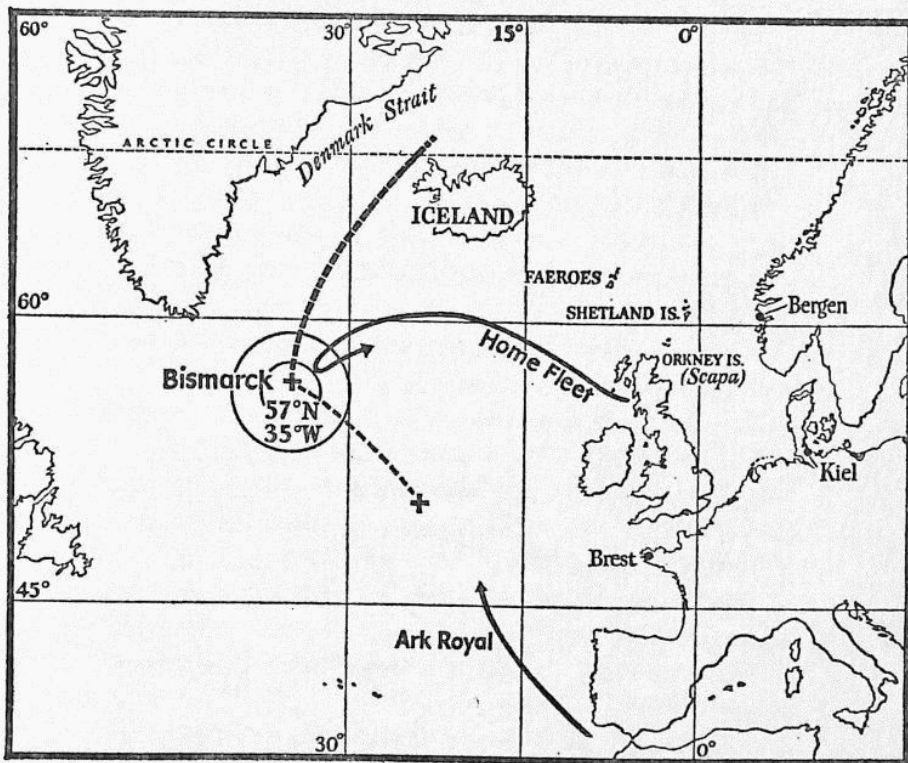 60°
30°
15°
0°
Denmark Strait
ARCTIC CIRCLE
ICELAND
FAEROES
60°
SHETLAND IS.
Bergen
Home Fleet
ORKNEY IS.
(Scapa)
Bismarck
57°N
35°W
Kiel
Brest
45°
Ark Royal
30°
0°